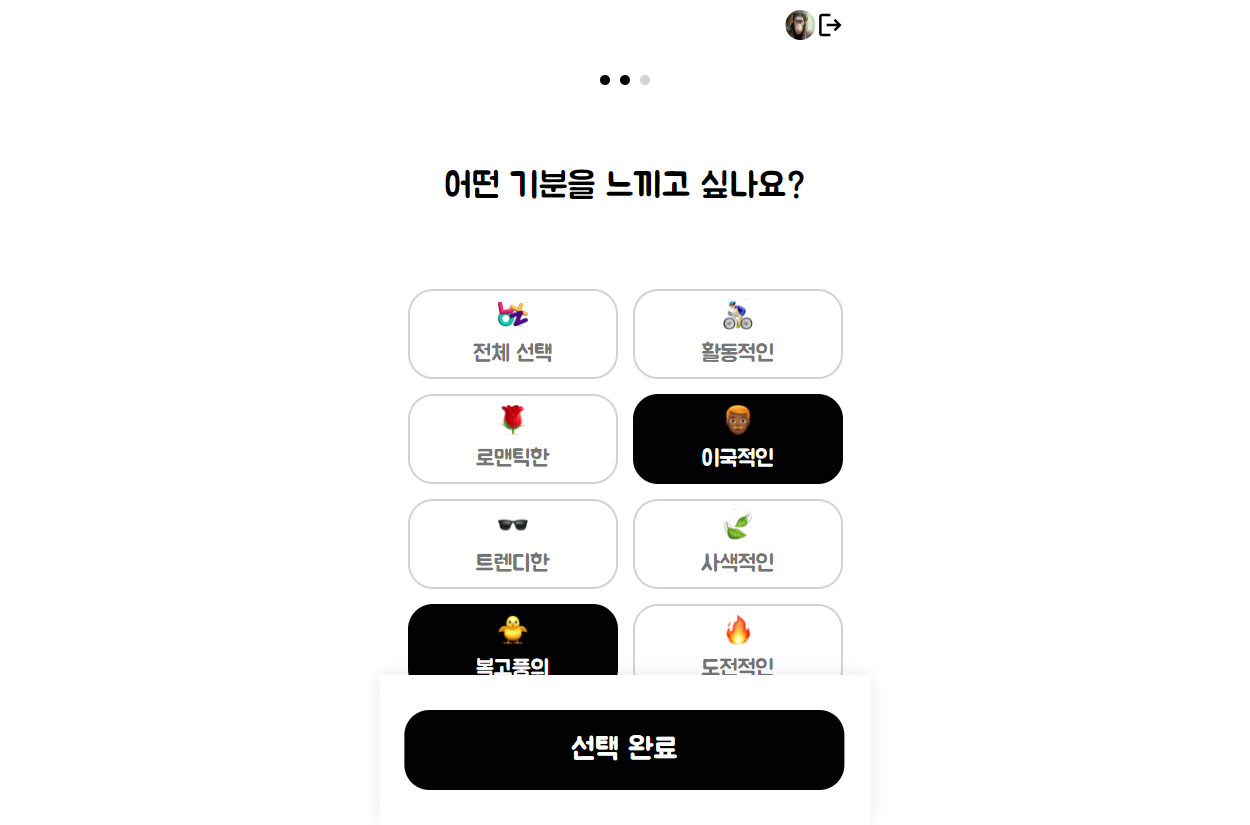 어떤 기분을 느끼고 싶나요?
전체 선택
활동적인
로맨틱한
이국적인
트렌디한
사색적인
복고풍의
도전적인
선택 완료